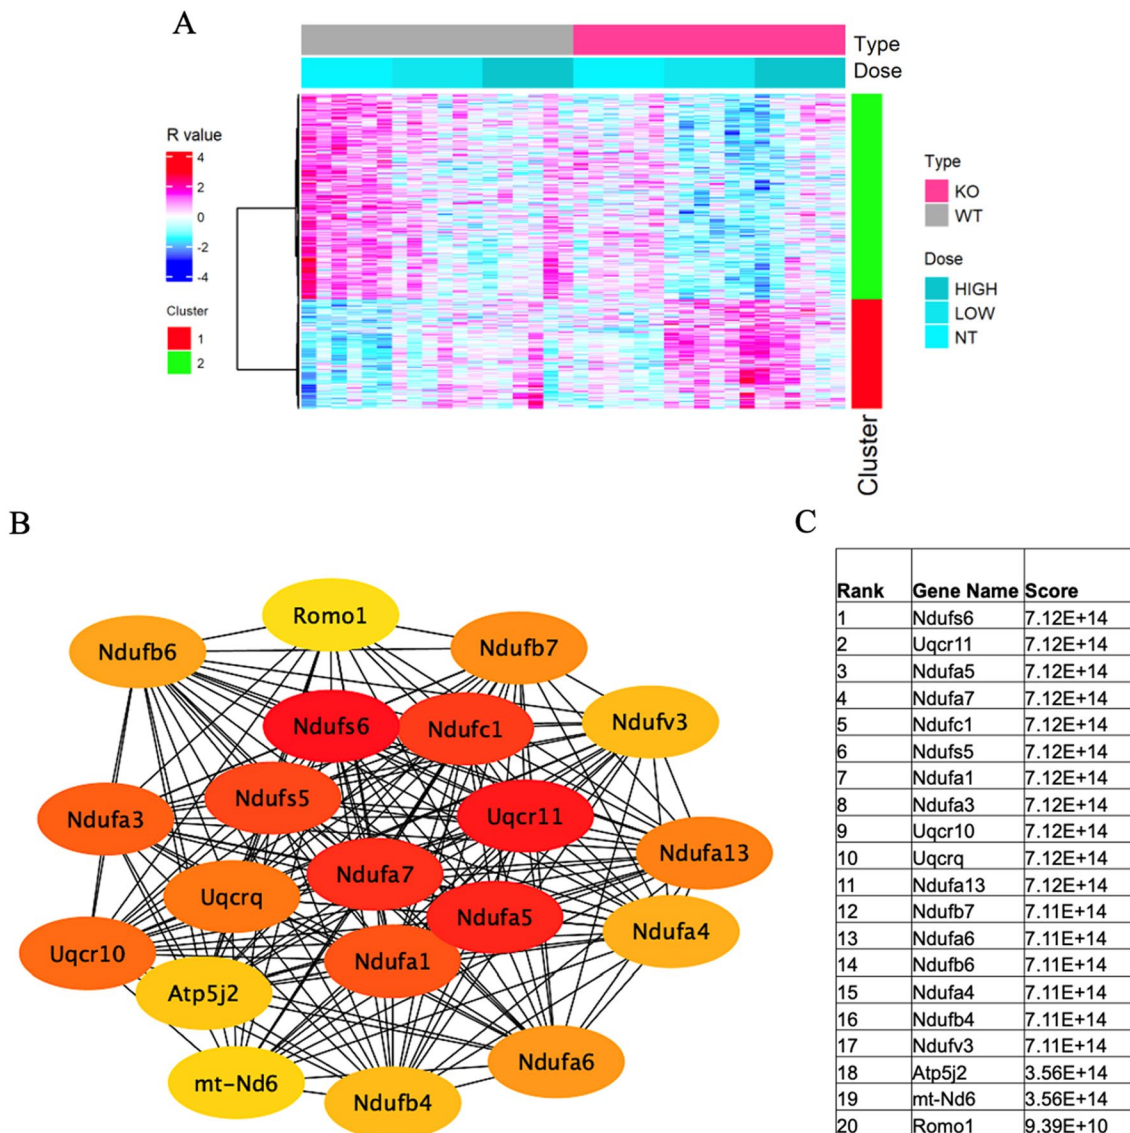 A
Type
Dose
R value
4
2
0
-2
-4
Cluster
1
2
Type
KO
WT
Dose
HIGH
LOW
NT
Cluster
B
Romo1
Ndufb6
Ndufb7
Ndufs6
Ndufc1
Ndufv3
Ndufs5
Uqcr11
Ndufa3
Ndufa13
Ndufa7
Uqcrq
Ndufa5
Ndufa4
Uqcr10
Ndufa1
Atp5j2
Ndufa6
mt-Nd6
Ndufb4
C
Rank Gene Name Score
1 Ndufs6 7.12E+14
2 Uqcr11 7.12E+14
3 Ndufa5 7.12E+14
4 Ndufa7 7.12E+14
5 Ndufc1 7.12E+14
6 Ndufs5 7.12E+14
7 Ndufa1 7.12E+14
8 Ndufa3 7.12E+14
9 Uqcr10 7.12E+14
10 Uqcrq 7.12E+14
11 Ndufa13 7.12E+14
12 Ndufb7 7.11E+14
13 Ndufa6 7.11E+14
14 Ndufb6 7.11E+14
15 Ndufa4 7.11E+14
16 Ndufb4 7.11E+14
17 Ndufv3 7.11E+14
18 Atp5j2 3.56E+14
19 mt-Nd6 3.56E+14
20 Romo1 9.39E+10